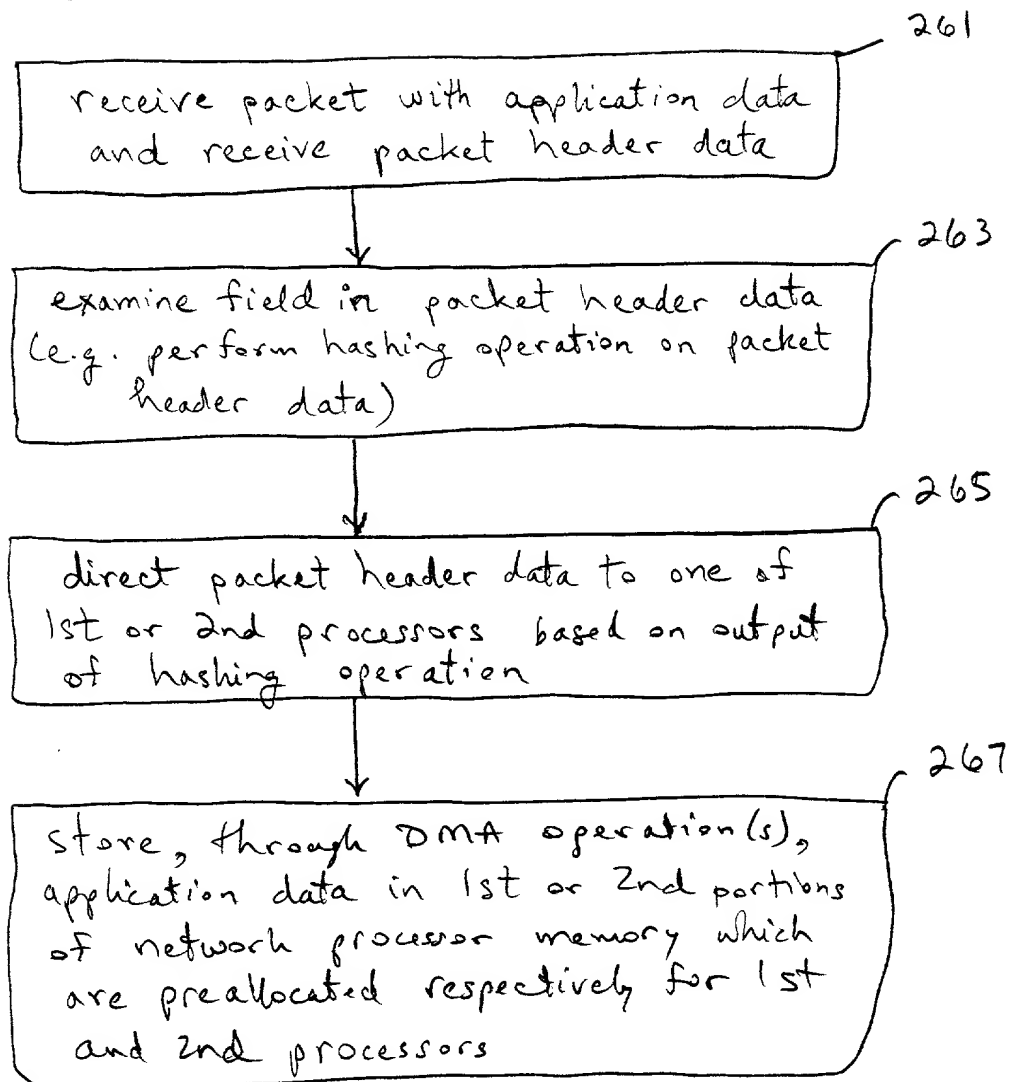 261
receive packet with application data
and receive packet header data
263
examine field in packet header data
(e.g. perform hashing operation on packet
header data)
265
direct packet header data to one of
1st or 2nd processors based on output
of hashing operation
267
store, through DMA operation(s),
application data in 1st or 2nd portions
of network processor memory which
are preallocated respectively for 1st
and 2nd processors